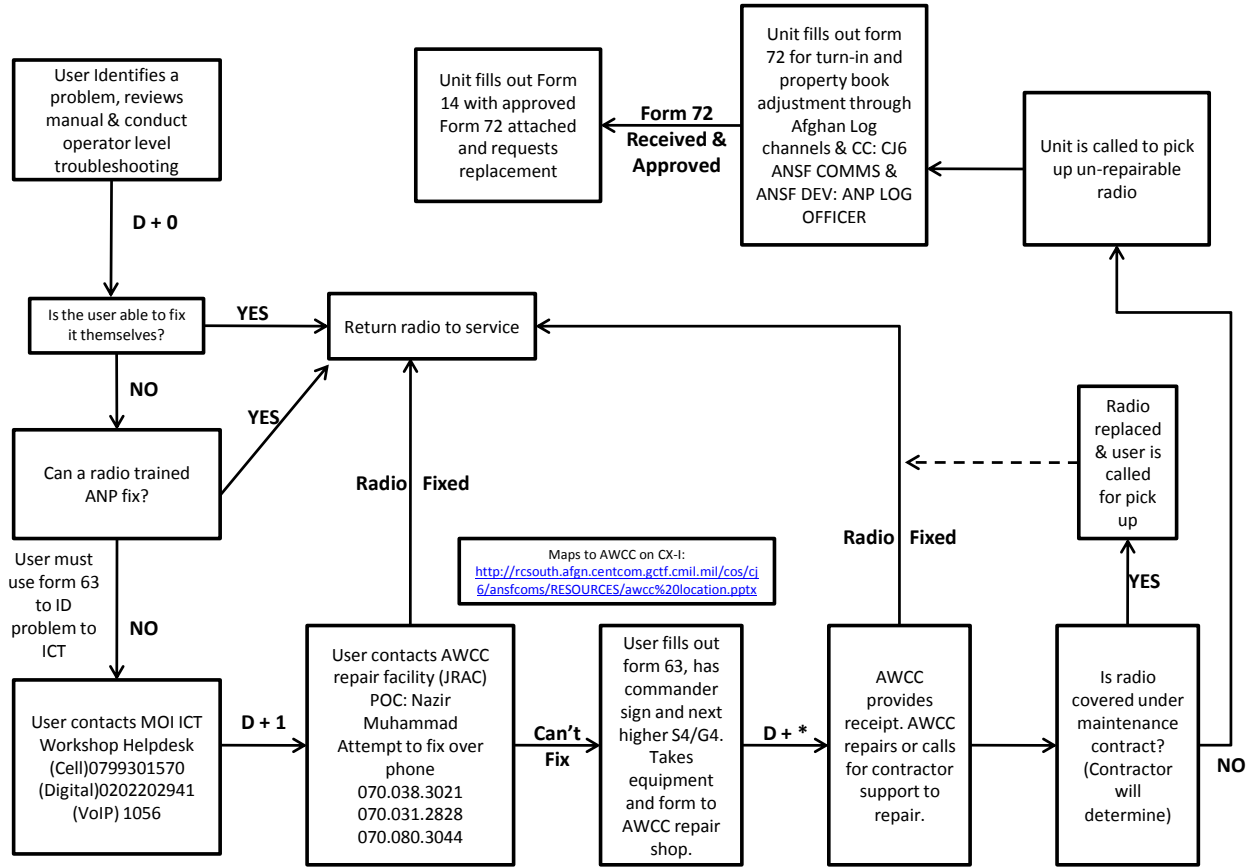 User Identifies a
problem, reviews
manual & conduct
operator level
troubleshooting
D + 0
Is the user able to fix
it themselves?
YES
NO
Return radio to service
Can a radio trained
ANP fix?
YES
User must
use form 63
to ID
problem to
ICT
NO
User contacts MOI ICT
Workshop Helpdesk
(Cell)0799301570
(Digital)0202202941
(VoIP) 1056
D + 1
User contacts AWCC
repair facility (JRAC)
POC: Nazir
Muhammad
Attempt to fix over
phone
070.038.3021
070.031.2828
070.080.3044
Radio Fixed
Can't
Fix
Maps to AWCC on CX-I:
http://rcsouth.afgn.centcom.gctf.cmil.mil/cos/cj
6/ansfcoms/RESOURCES/awcc%20location.pptx
User fills out
form 63, has
commander
sign and next
higher S4/G4.
Takes
equipment
and form to
AWCC repair
shop.
D + *
AWCC
provides
receipt. AWCC
repairs or calls
for contractor
support to
repair.
Radio Fixed
Is radio
covered under
maintenance
contract?
(Contractor
will
determine)
YES
Radio
replaced
& user is
called
for pick
up
NO
Unit is called to pick
up un-repairable
radio
Unit fills out form
72 for turn-in and
property book
adjustment through
Afghan Log
channels & CC: CJ6
ANSF COMMS &
ANSF DEV: ANP LOG
OFFICER
Form 72
Received &
Approved
Unit fills out Form
14 with approved
Form 72 attached
and requests
replacement